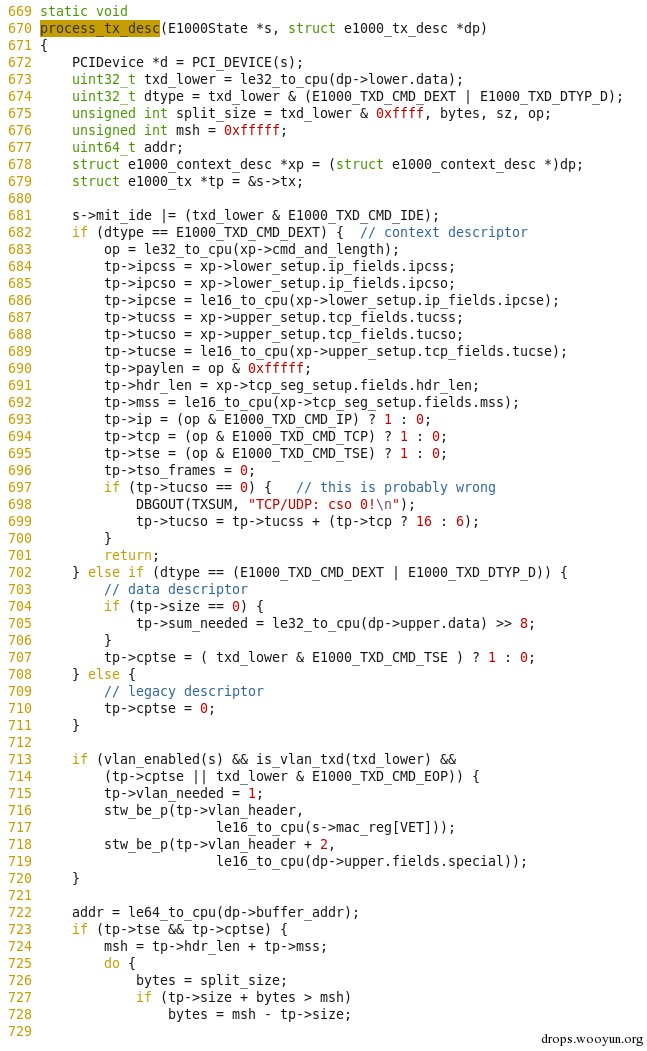 669 static void
670 process_tx_desc(E1000State *s, struct e1000_tx_desc *dp)
671 {
672     PCIDevice *d = PCI_DEVICE(s);
673     uint32_t txd_lower = le32_to_cpu(dp->lower.data);
674     uint32_t dtype = txd_lower & (E1000_TXD_CMD_DEXT | E1000_TXD_DTYP_D);
675     unsigned int split_size = txd_lower & 0xffff, bytes, sz, op;
676     unsigned int msh = 0xfffff;
677     uint64_t addr;
678     struct e1000_context_desc *xp = (struct e1000_context_desc *)dp;
679     struct e1000_tx *tp = &s->tx;
680
681     s->mit_ide |= (txd_lower & E1000_TXD_CMD_IDE);
682     if (dtype == E1000_TXD_CMD_DEXT) {  // context descriptor
683         op = le32_to_cpu(xp->cmd_and_length);
684         tp->ipcss = xp->lower_setup.ip_fields.ipcss;
685         tp->ipcso = xp->lower_setup.ip_fields.ipcso;
686         tp->ipcse = le16_to_cpu(xp->lower_setup.ip_fields.ipcse);
687         tp->tucss = xp->upper_setup.tcp_fields.tucss;
688         tp->tucso = xp->upper_setup.tcp_fields.tucso;
689         tp->tucse = le16_to_cpu(xp->upper_setup.tcp_fields.tucse);
690         tp->paylen = op & 0xfffff;
691         tp->hdr_len = xp->tcp_seg_setup.fields.hdr_len;
692         tp->mss = le16_to_cpu(xp->tcp_seg_setup.fields.mss);
693         tp->ip = (op & E1000_TXD_CMD_IP) ? 1 : 0;
694         tp->tcp = (op & E1000_TXD_CMD_TCP) ? 1 : 0;
695         tp->tse = (op & E1000_TXD_CMD_TSE) ? 1 : 0;
696         tp->tso_frames = 0;
697         if (tp->tucso == 0) {   // this is probably wrong
698             DBGOUT(TXSUM, "TCP/UDP: cso 0!\n");
699             tp->tucso = tp->tucss + (tp->tcp ? 16 : 6);
700         }
701         return;
702     } else if (dtype == (E1000_TXD_CMD_DEXT | E1000_TXD_DTYP_D)) {
703         // data descriptor
704         if (tp->size == 0) {
705             tp->sum_needed = le32_to_cpu(dp->upper.data) >> 8;
706         }
707         tp->cptse = ( txd_lower & E1000_TXD_CMD_TSE ) ? 1 : 0;
708     } else {
709         // legacy descriptor
710         tp->cptse = 0;
711     }
712
713     if (vlan_enabled(s) && is_vlan_txd(txd_lower) &&
714         (tp->cptse || txd_lower & E1000_TXD_CMD_EOP)) {
715         tp->vlan_needed = 1;
716         stw_be_p(tp->vlan_header,
717                       le16_to_cpu(s->mac_reg[VET]));
718         stw_be_p(tp->vlan_header + 2,
719                       le16_to_cpu(dp->upper.fields.special));
720     }
721
722     addr = le64_to_cpu(dp->buffer_addr);
723     if (tp->tse && tp->cptse) {
724         msh = tp->hdr_len + tp->mss;
725         do {
726             bytes = split_size;
727             if (tp->size + bytes > msh)
728                 bytes = msh - tp->size;
729
drops.wooyun.org